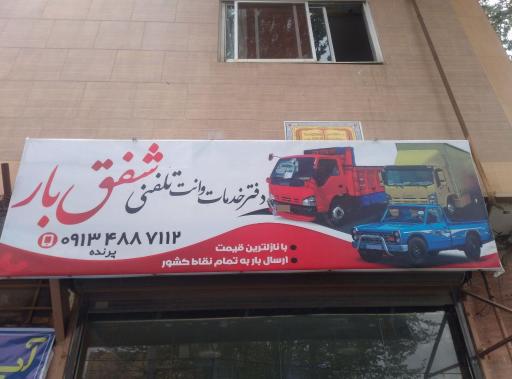 دفتر خدمات وانت تلفنی شفق بار
۰۹۱۳ ۴۸۸ ۷۱۱۲
پرنده
با نازلترین قیمت
ارسال بار به تمام نقاط کشور